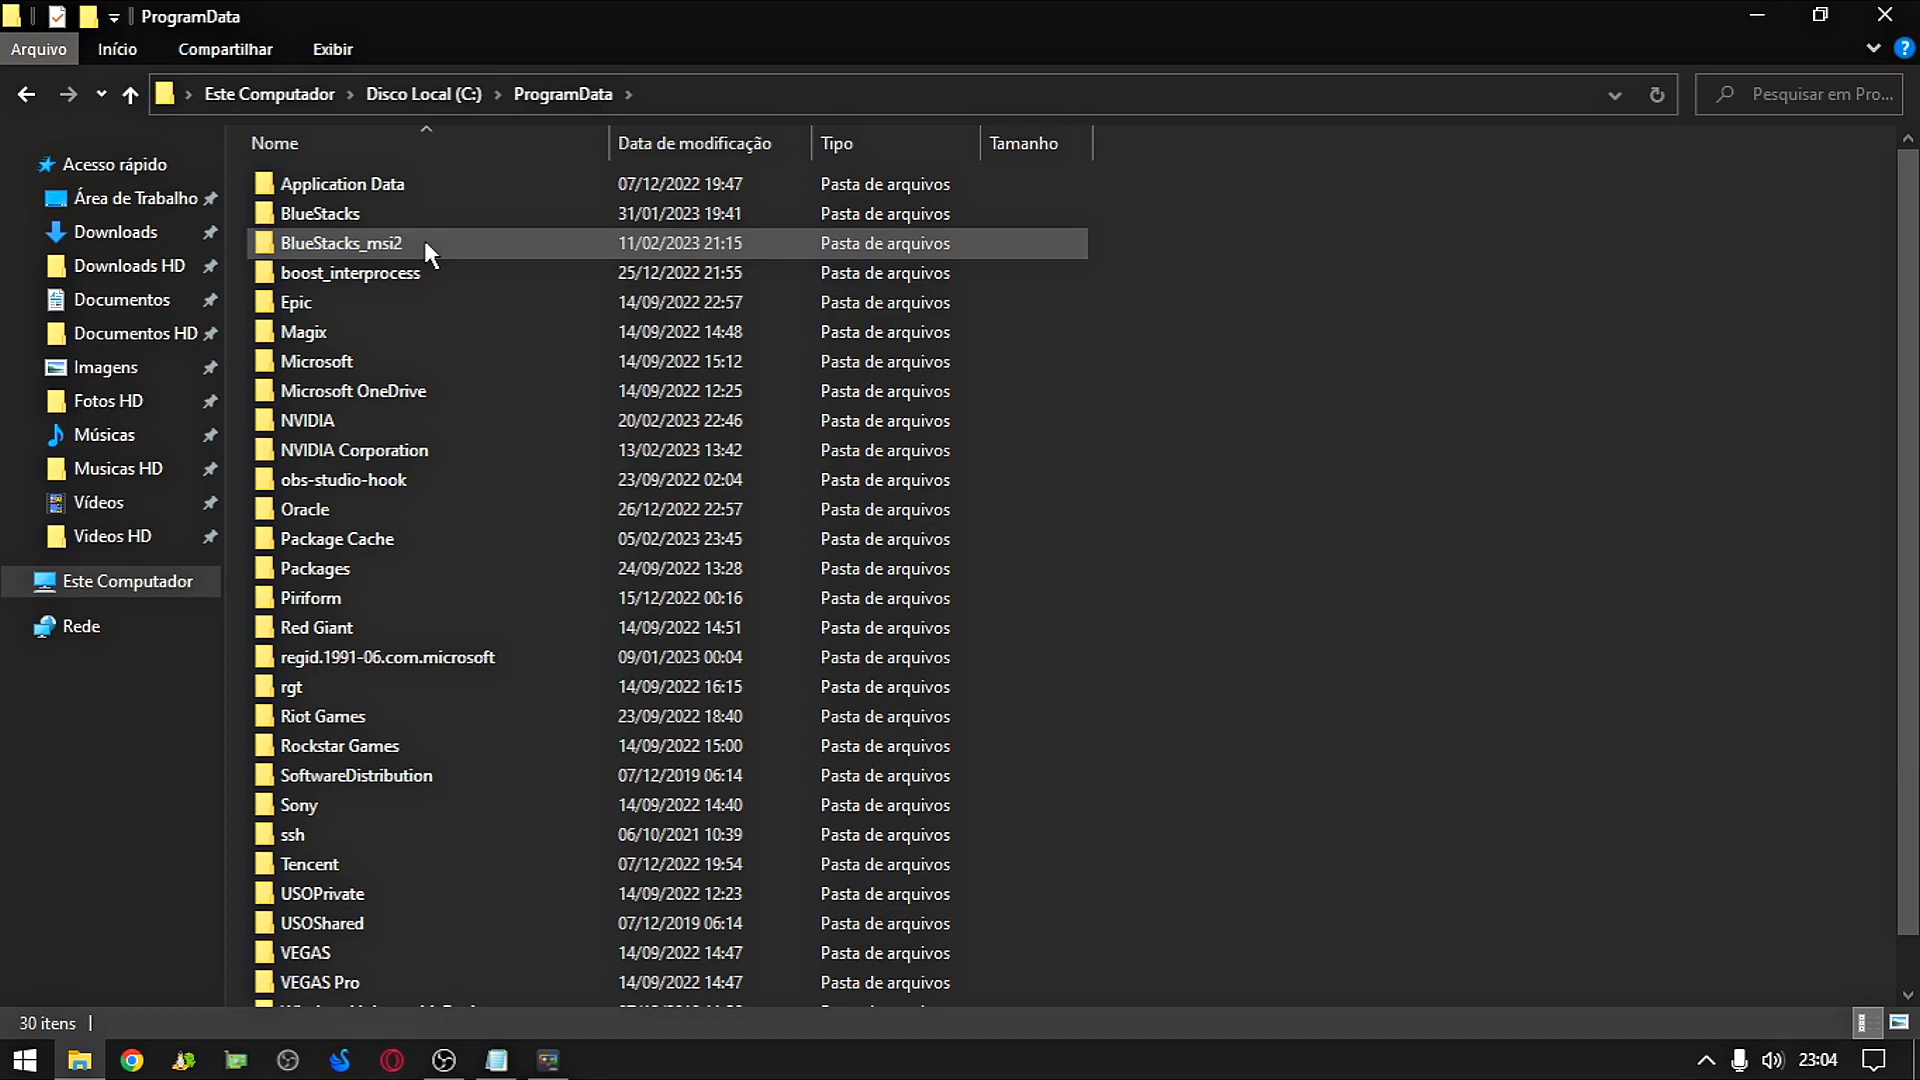 ProgramData
Arquivo Início Compartilhar Exibir
Este Computador Disco Local (C:) ProgramData Pesquisar em Pro...
Nome Data de modificação Tipo Tamanho
Acesso rápido
Área de Trabalho
Downloads
Downloads HD
Documentos
Documentos HD
Imagens
Fotos HD
Músicas
Musicas HD
Vídeos
Videos HD
Este Computador
Rede
Application Data 07/12/2022 19:47 Pasta de arquivos
BlueStacks 31/01/2023 19:41 Pasta de arquivos
BlueStacks_msi2 11/02/2023 21:15 Pasta de arquivos
boost_interprocess 25/12/2022 21:55 Pasta de arquivos
Epic 14/09/2022 22:57 Pasta de arquivos
Magix 14/09/2022 14:48 Pasta de arquivos
Microsoft 14/09/2022 15:12 Pasta de arquivos
Microsoft OneDrive 14/09/2022 12:25 Pasta de arquivos
NVIDIA 20/02/2023 22:46 Pasta de arquivos
NVIDIA Corporation 13/02/2023 13:42 Pasta de arquivos
obs-studio-hook 23/09/2022 02:04 Pasta de arquivos
Oracle 26/12/2022 22:57 Pasta de arquivos
Package Cache 05/02/2023 23:45 Pasta de arquivos
Packages 24/09/2022 13:28 Pasta de arquivos
Piriform 15/12/2022 00:16 Pasta de arquivos
Red Giant 14/09/2022 14:51 Pasta de arquivos
regid.1991-06.com.microsoft 09/01/2023 00:04 Pasta de arquivos
rgt 14/09/2022 16:15 Pasta de arquivos
Riot Games 23/09/2022 18:40 Pasta de arquivos
Rockstar Games 14/09/2022 15:00 Pasta de arquivos
SoftwareDistribution 07/12/2019 06:14 Pasta de arquivos
Sony 14/09/2022 14:40 Pasta de arquivos
ssh 06/10/2021 10:39 Pasta de arquivos
Tencent 07/12/2022 19:54 Pasta de arquivos
USOPrivate 14/09/2022 12:23 Pasta de arquivos
USOShared 07/12/2019 06:14 Pasta de arquivos
VEGAS 14/09/2022 14:47 Pasta de arquivos
VEGAS Pro 14/09/2022 14:47 Pasta de arquivos
30 itens
23:04